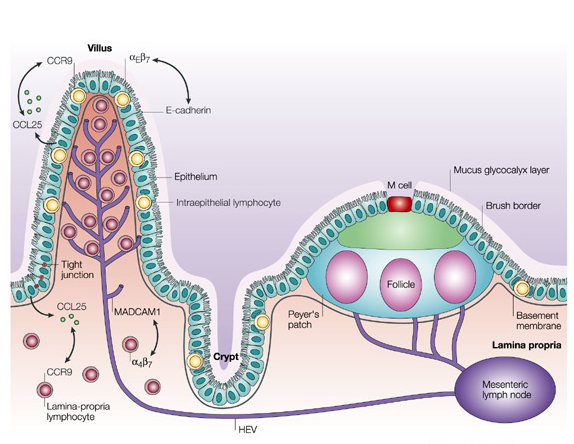 Villus
CCR9
αEβ7
E-cadherin
CCL25
Epithelium
Intraepithelial lymphocyte
Mucus glycocalyx layer
M cell
Brush border
Tight
junction
Follicle
CCL25
MADCAM1
Peyer's
patch
Basement
membrane
Lamina propria
α4β7
Crypt
CCR9
Mesenteric
lymph node
Lamina-propria
lymphocyte
HEV